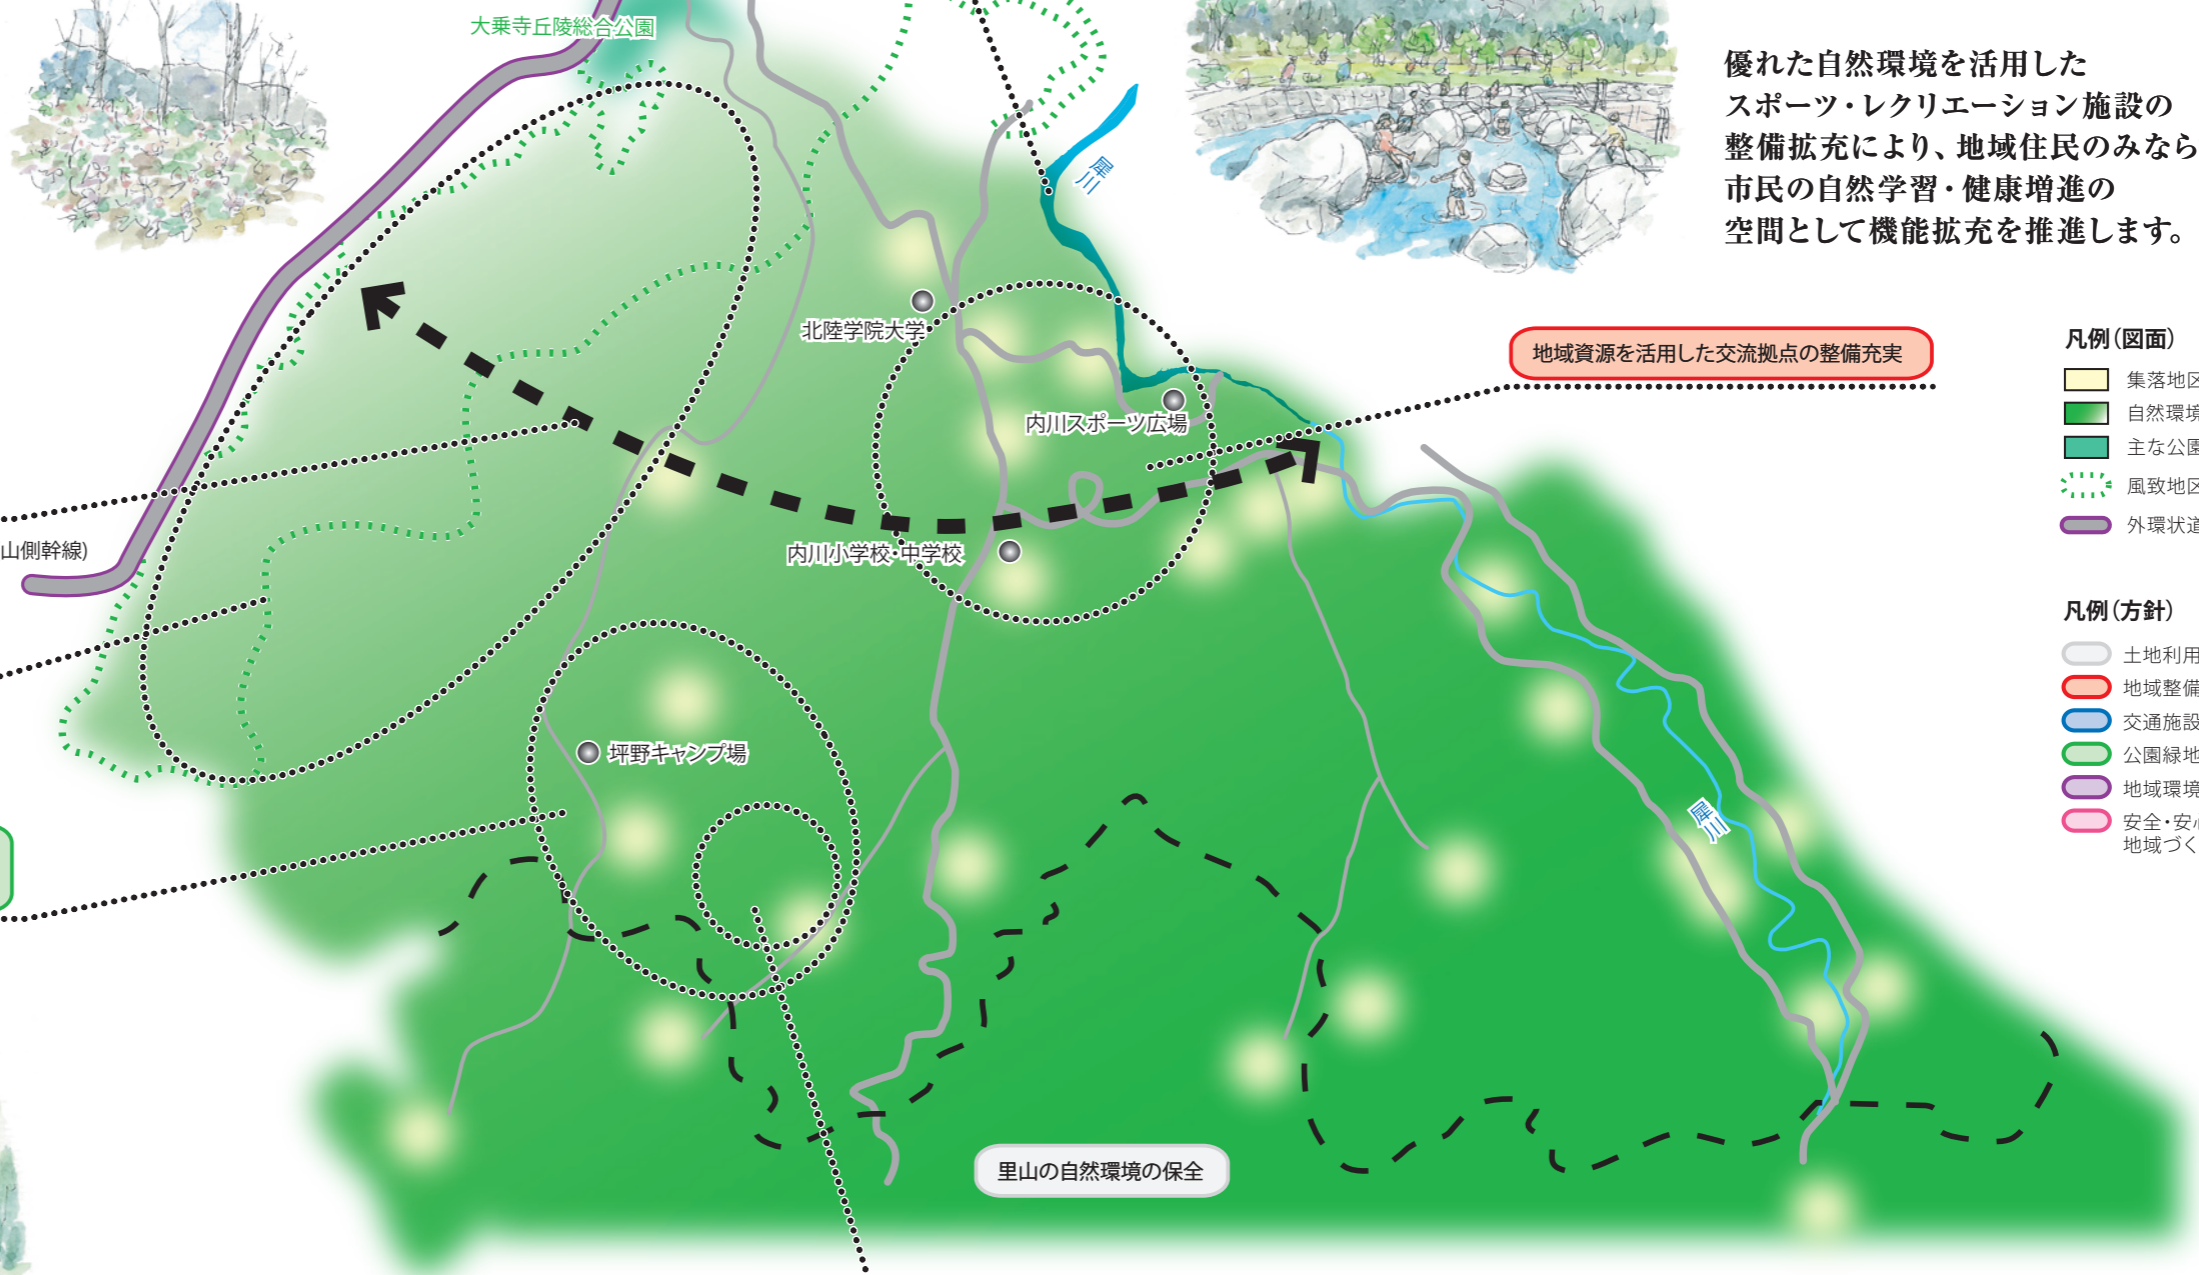 大乗寺丘陵総合公園
優れた自然環境を活用した
スポーツ・レクリエーション施設の
整備拡充により、地域住民のみなら
市民の自然学習・健康増進の
空間として機能拡充を推進します。
犀川
北陸学院大学
地域資源を活用した交流拠点の整備充実
内川スポーツ広場
山側幹線)
内川小学校・中学校
坪野キャンプ場
犀川
里山の自然環境の保全
凡例(図面)
集落地区
自然環境
主な公園
風致地区
外環状道
凡例(方針)
土地利用
地域整備
交通施設
公園緑地
地域環境
安全・安心
地域づく